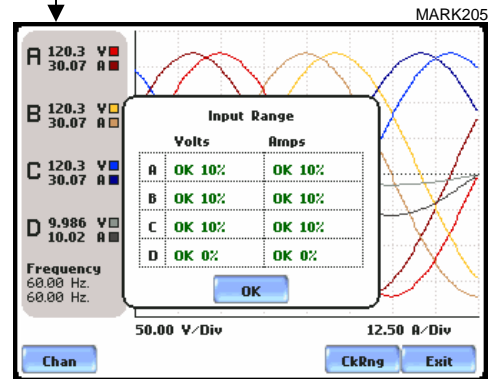 MARK205
A 120.3 V
30.07 A
B 120.3 V
30.07 A
C 120.3 V
30.07 A
D 9.986 V
10.02 A
Frequency
60.00 Hz.
60.00 Hz.
Input Range
Volts Amps
A OK 10% OK 10%
B OK 10% OK 10%
C OK 10% OK 10%
D OK 0% OK 0%
OK
50.00 V/Div 12.50 A/Div
Chan CkRng Exit